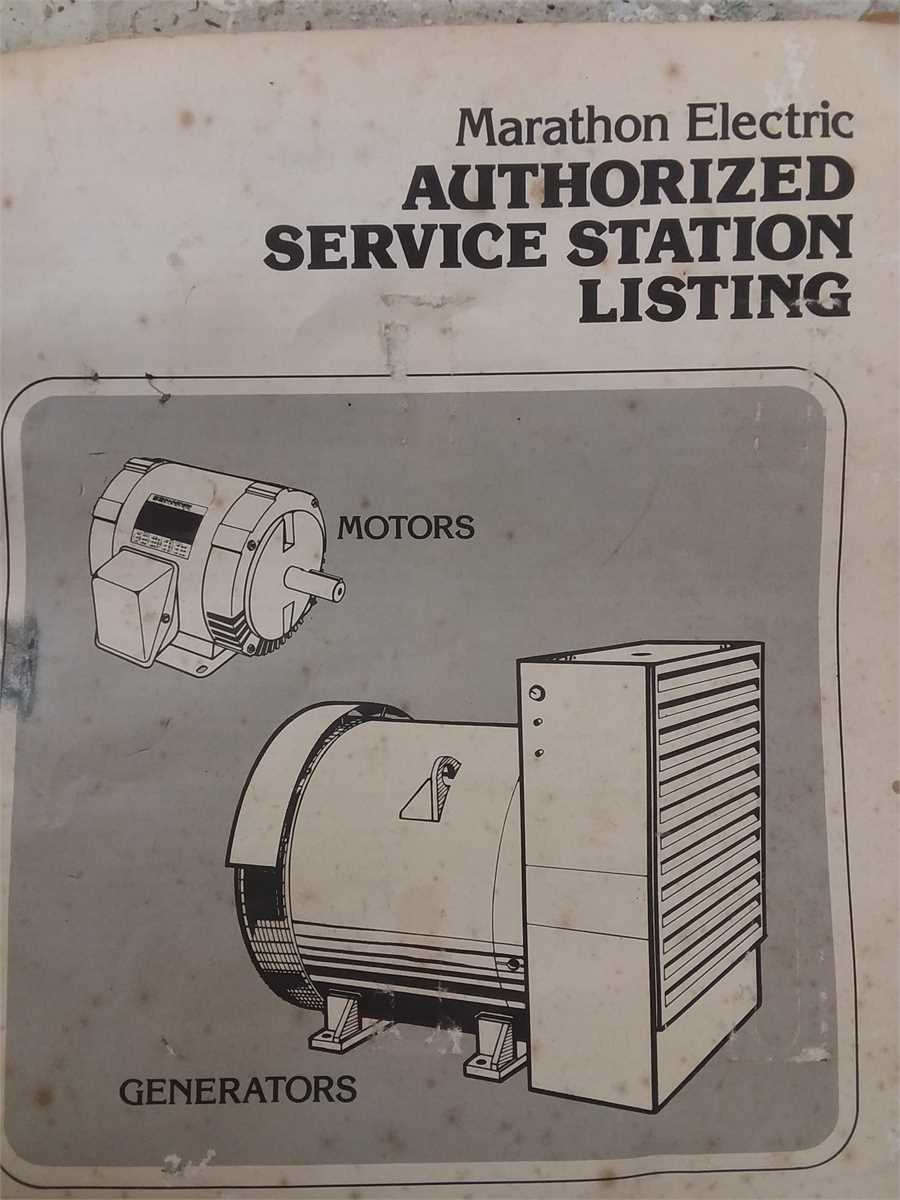 Marathon Electric
AUTHORIZED
SERVICE STATION
LISTING
MOTORS
GENERATORS